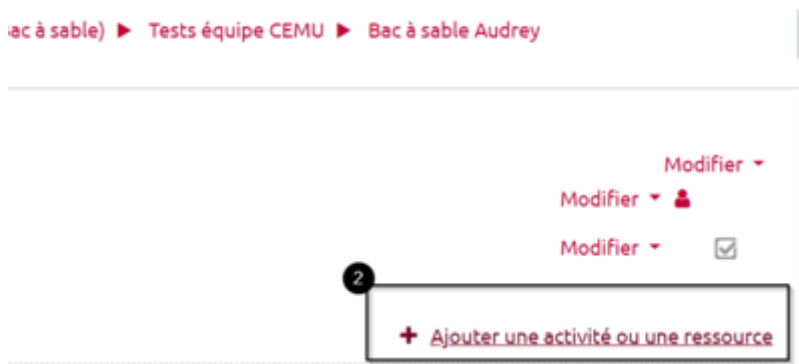 ac à sable) ► Tests équipe CEMU ► Bac à sable Audrey
Modifier
Modifier
Modifier
2
+ Ajouter une activité ou une ressource